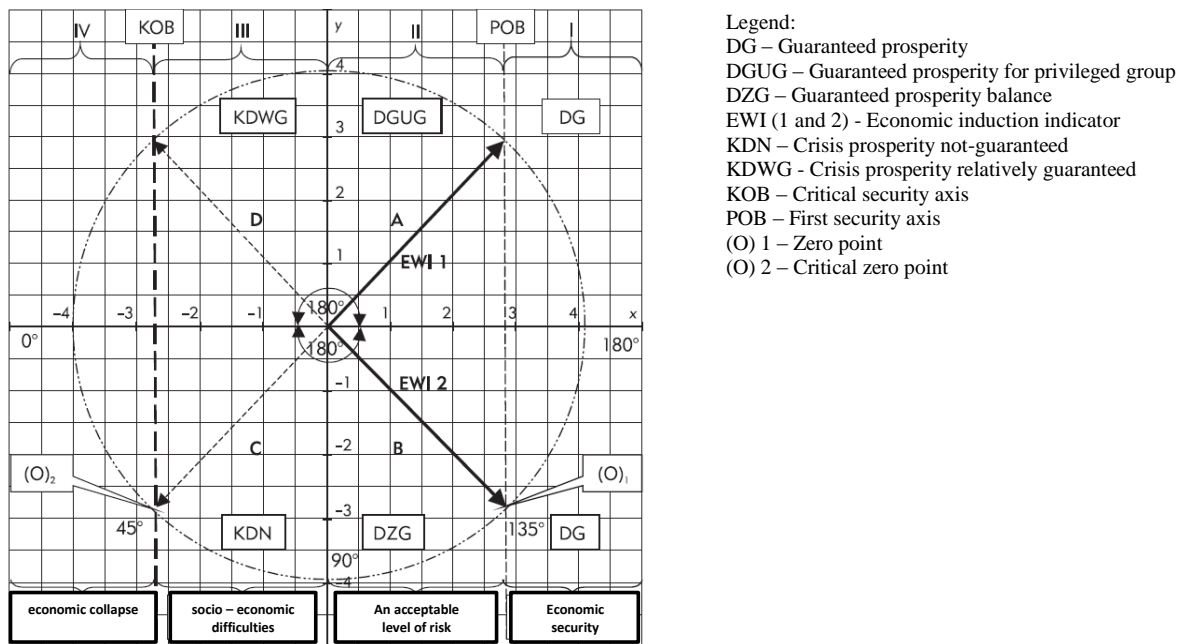 IV KOB III y II POB I
4
KDWG DGUG DG
3
2
D A
1
EWI 1
180°
–4 –3 –2 –1 1 2 3 4 x
0° 180° 180°
–1
EWI 2
C B
–2
(O)₂ (O)₁
–3
45° KDN DZG 135° DG
90°
–4
economic collapse
socio – economic
difficulties
An acceptable
level of risk
Economic
security
Legend:
DG – Guaranteed prosperity
DGUG – Guaranteed prosperity for privileged group
DZG – Guaranteed prosperity balance
EWI (1 and 2) - Economic induction indicator
KDN – Crisis prosperity not-guaranteed
KDWG - Crisis prosperity relatively guaranteed
KOB – Critical security axis
POB – First security axis
(O) 1 – Zero point
(O) 2 – Critical zero point